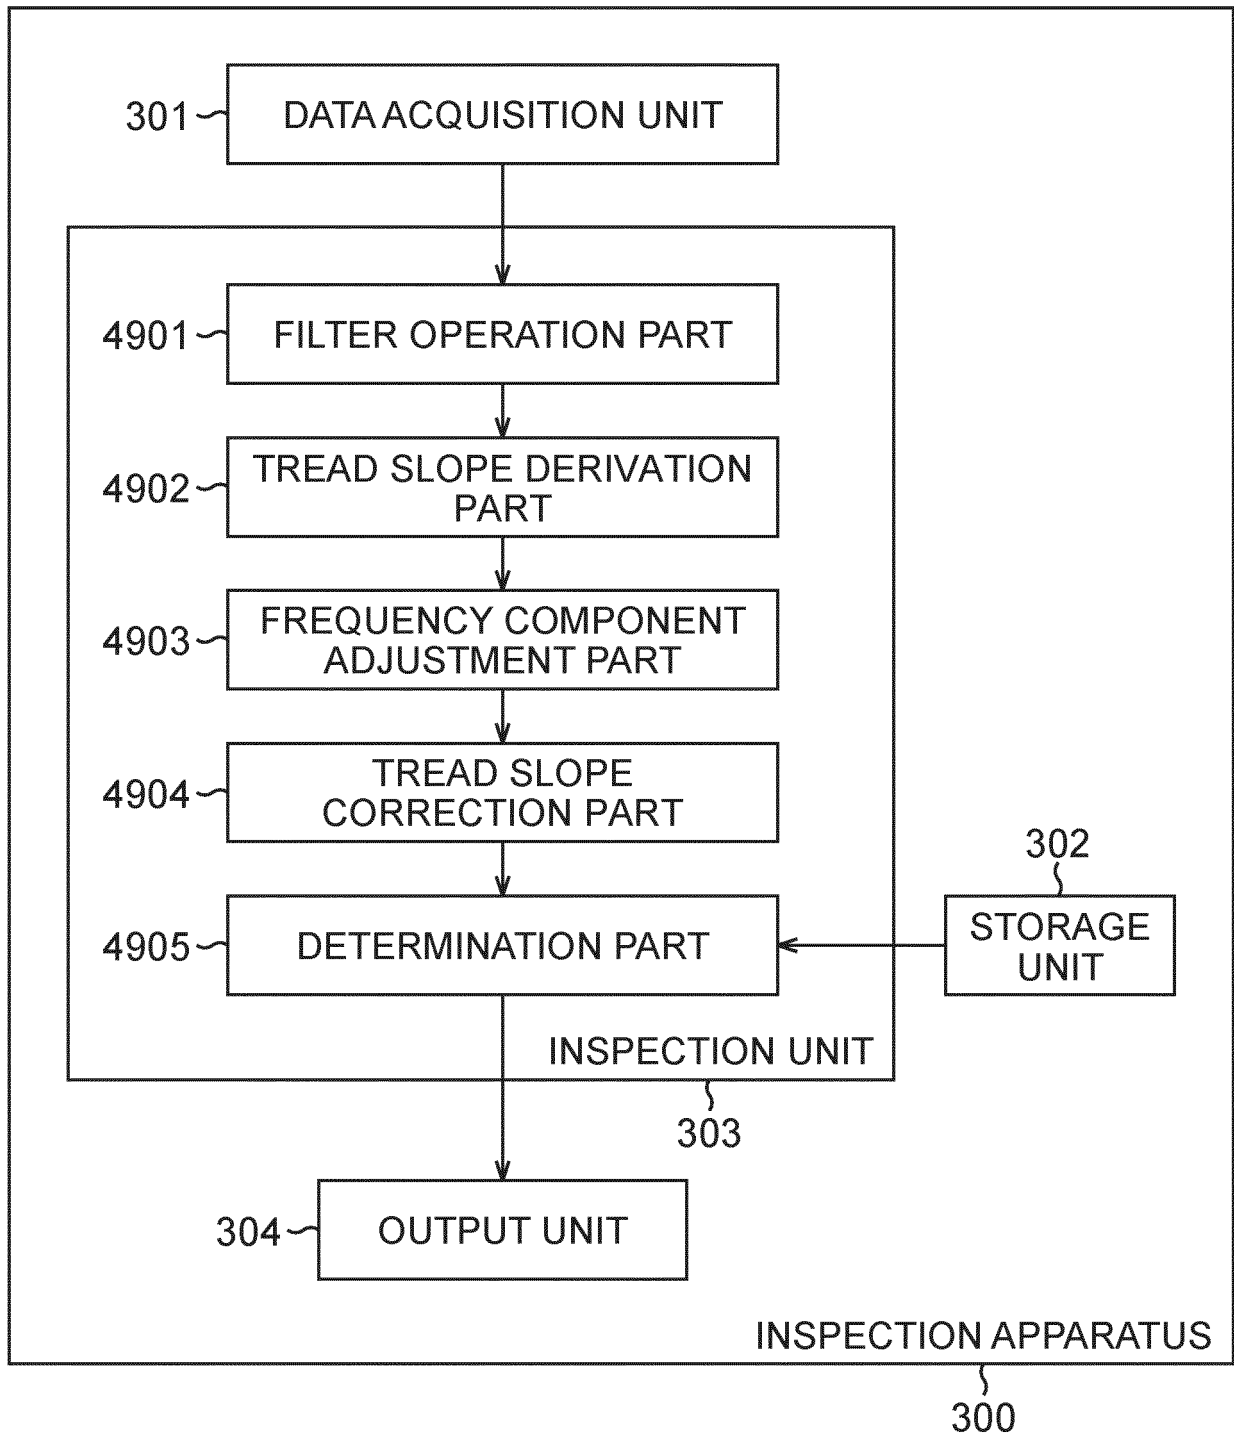 301
DATA ACQUISITION UNIT
4901
FILTER OPERATION PART
4902
TREAD SLOPE DERIVATION
PART
4903
FREQUENCY COMPONENT
ADJUSTMENT PART
4904
TREAD SLOPE
CORRECTION PART
302
4905
DETERMINATION PART
STORAGE
UNIT
INSPECTION UNIT
303
304
OUTPUT UNIT
INSPECTION APPARATUS
300